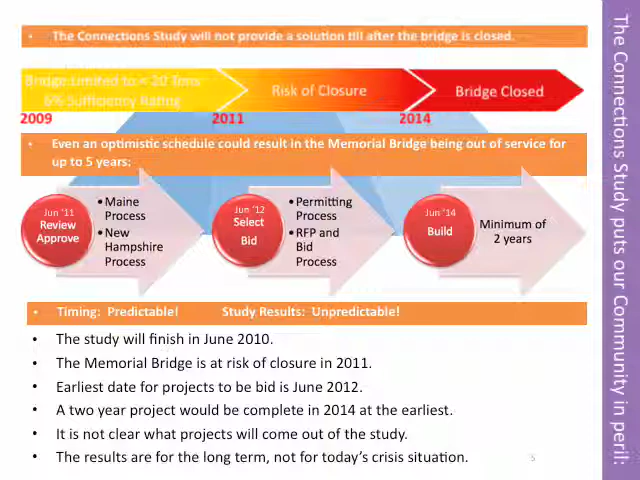 • The Connections Study will not provide a solution till after the bridge is closed.
Bridge Limited to < 20 Tons
6% Sufficiency Rating
Risk of Closure
Bridge Closed
2009
2011
2014
• Even an optimistic schedule could result in the Memorial Bridge being out of service for
up to 5 years:
Jun '11
Review
Approve
• Maine
Process
• New
Hampshire
Process
Jun '12
Select
Bid
• Permitting
Process
• RFP and
Bid
Process
Jun '14
Build
Minimum of
2 years
• Timing: Predictable! Study Results: Unpredictable!
• The study will finish in June 2010.
• The Memorial Bridge is at risk of closure in 2011.
• Earliest date for projects to be bid is June 2012.
• A two year project would be complete in 2014 at the earliest.
• It is not clear what projects will come out of the study.
• The results are for the long term, not for today's crisis situation.
5
The Connections Study puts our Community in peril: